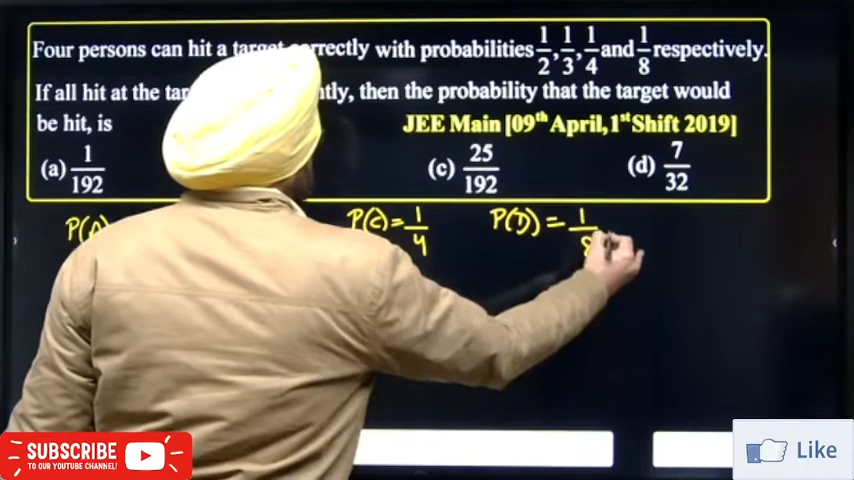 Four persons can hit a target correctly with probabilities 1/2, 1/3, 1/4 and 1/8 respectively.
If all hit at the tar ntly, then the probability that the target would
be hit, is JEE Main [09th April, 1st Shift 2019]
(a) 1/192 (c) 25/192 (d) 7/32
P(A) P(C) = 1/4 P(D) = 1/8
SUBSCRIBE
TO OUR YOUTUBE CHANNEL!
Like